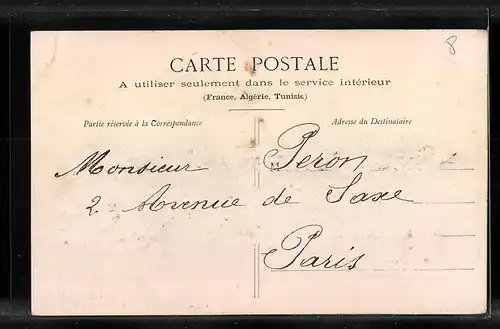 8
CARTE POSTALE
A utiliser seulement dans le service intérieur
(France, Algérie, Tunisie)
Partie réservée à la Correspondance
Adresse du Destinataire
Monsieur Peron
2 Avenue de Saxe
Paris